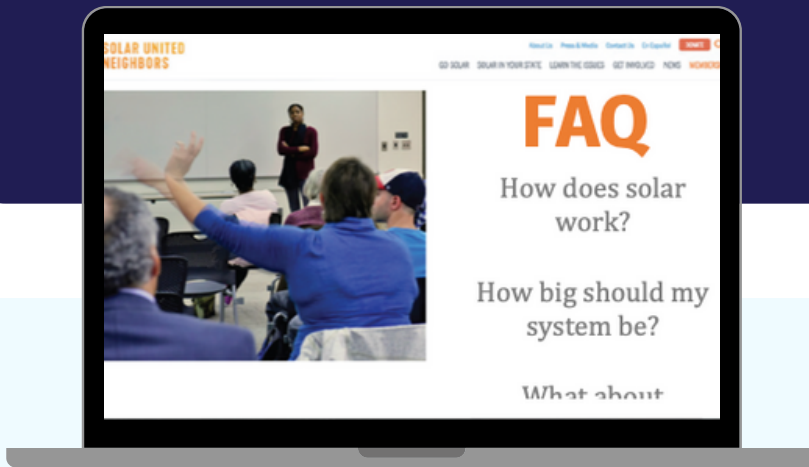 SOLAR UNITED
NEIGHBORS
About Us Press & Media Contact Us En Español DONATE
GO SOLAR SOLAR IN YOUR STATE LEARN THE ISSUES GET INVOLVED NEWS
FAQ
How does solar
work?
How big should my
system be?
What about